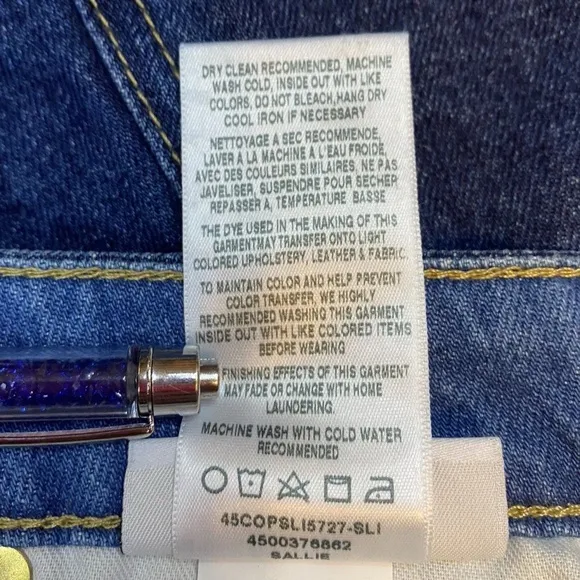 DRY CLEAN RECOMMENDED, MACHINE
WASH COLD, INSIDE OUT WITH LIKE
COLORS, DO NOT BLEACH,HANG DRY
COOL IRON IF NECESSARY
NETTOYAGE A SEC RECOMMENDE,
LAVER A LA MACHINE A L'EAU FROIDE,
AVEC DES COULEURS SIMILAIRES, NE PAS
JAVELISER, SUSPENDRE POUR SECHER
REPASSER A, TEMPERATURE BASSE
THE DYE USED IN THE MAKING OF THIS
GARMENTMAY TRANSFER ONTO LIGHT
COLORED UPHOLSTERY, LEATHER & FABRIC.
TO MAINTAIN COLOR AND HELP PREVENT
COLOR TRANSFER, WE HIGHLY
RECOMMENDED WASHING THIS GARMENT
INSIDE OUT WITH LIKE COLORED ITEMS
BEFORE WEARING
FINISHING EFFECTS OF THIS GARMENT
MAY FADE OR CHANGE WITH HOME
LAUNDERING.
MACHINE WASH WITH COLD WATER
RECOMMENDED
45COPSLI5727-SLI
4500376862
SALLIE